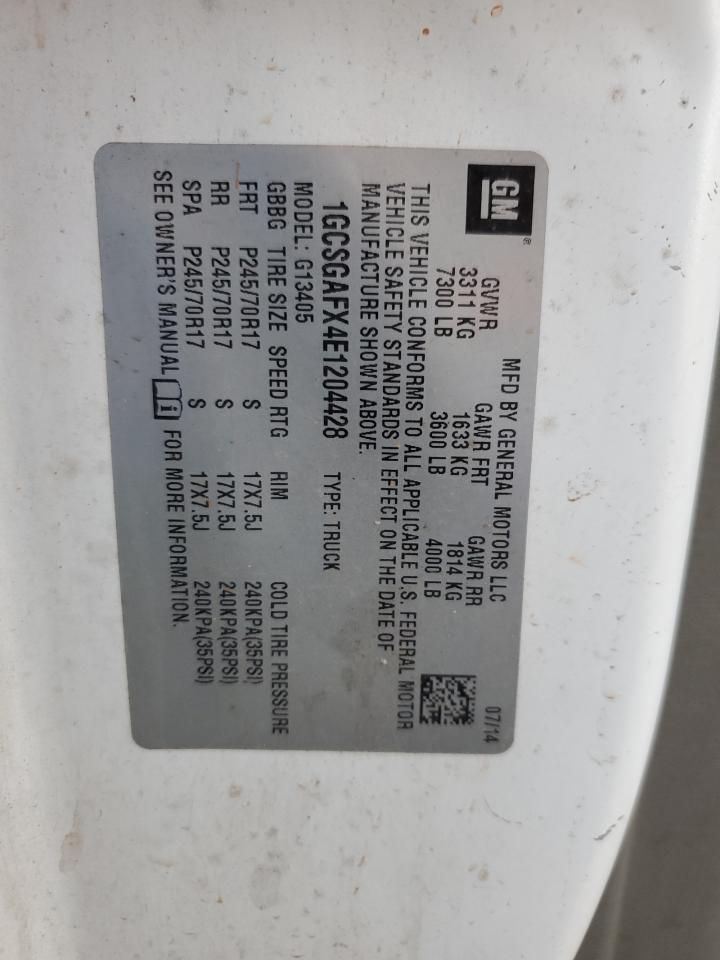 GM ®
MFD BY GENERAL MOTORS LLC 07/14
GVWR GAWR FRT GAWR RR
3311 KG 1633 KG 1814 KG
7300 LB 3600 LB 4000 LB
THIS VEHICLE CONFORMS TO ALL APPLICABLE U.S. FEDERAL MOTOR
VEHICLE SAFETY STANDARDS IN EFFECT ON THE DATE OF
MANUFACTURE SHOWN ABOVE.
1GCSGAFX4E1204428 TYPE: TRUCK
MODEL: G13405
GBBG TIRE SIZE SPEED RTG RIM COLD TIRE PRESSURE
FRT P245/70R17 S 17X7.5J 240KPA(35PSI)
RR P245/70R17 S 17X7.5J 240KPA(35PSI)
SPA P245/70R17 S 17X7.5J 240KPA(35PSI)
SEE OWNER'S MANUAL i FOR MORE INFORMATION.